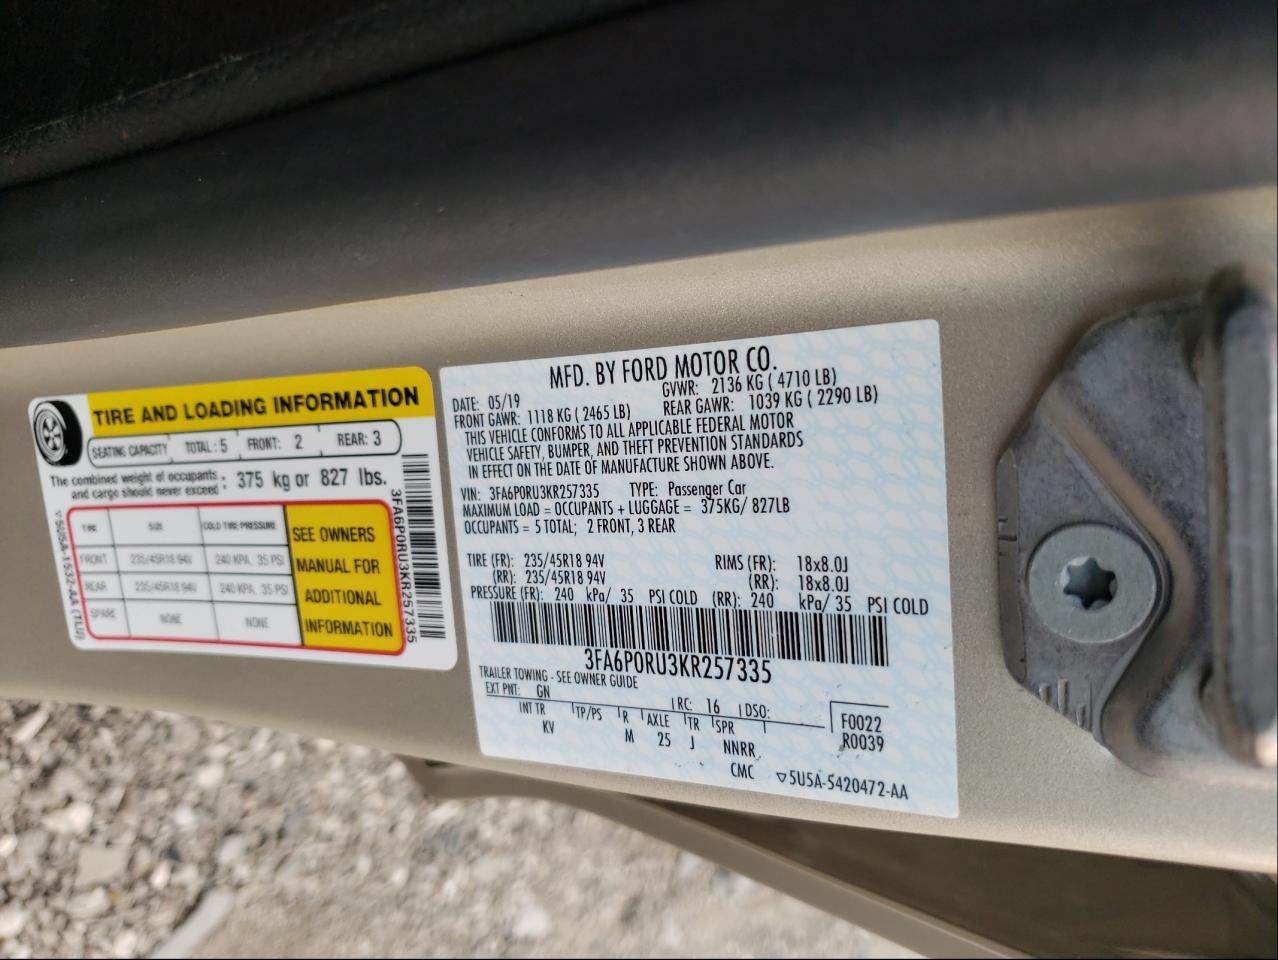 TIRE AND LOADING INFORMATION
SEATING CAPACITY TOTAL : 5 FRONT: 2 REAR: 3
The combined weight of occupants and cargo should never exceed : 375 kg or 827 lbs.
TIRE SIZE COLD TIRE PRESSURE
FRONT 235/45R18 94V 240 KPA, 35 PSI
REAR 235/45R18 94V 240 KPA, 35 PSI
SPARE NONE NONE
SEE OWNERS
MANUAL FOR
ADDITIONAL
INFORMATION
5U5A-1532-AA (TLU)
3FA6P0RU3KR257335
MFD. BY FORD MOTOR CO.
DATE: 05/19 GVWR: 2136 KG ( 4710 LB)
FRONT GAWR: 1118 KG ( 2465 LB) REAR GAWR: 1039 KG ( 2290 LB)
THIS VEHICLE CONFORMS TO ALL APPLICABLE FEDERAL MOTOR
VEHICLE SAFETY, BUMPER, AND THEFT PREVENTION STANDARDS
IN EFFECT ON THE DATE OF MANUFACTURE SHOWN ABOVE.
VIN: 3FA6P0RU3KR257335 TYPE: Passenger Car
MAXIMUM LOAD = OCCUPANTS + LUGGAGE = 375KG/ 827LB
OCCUPANTS = 5 TOTAL; 2 FRONT, 3 REAR
TIRE (FR): 235/45R18 94V RIMS (FR): 18x8.0J
(RR): 235/45R18 94V (RR): 18x8.0J
PRESSURE (FR): 240 kPa/ 35 PSI COLD (RR): 240 kPa/ 35 PSI COLD
3FA6P0RU3KR257335
TRAILER TOWING - SEE OWNER GUIDE
EXT PNT: GN RC: 16 DSO:
INT TR TP/PS R AXLE TR SPR F0022
KV M 25 J NNRR R0039
CMC 5U5A-5420472-AA